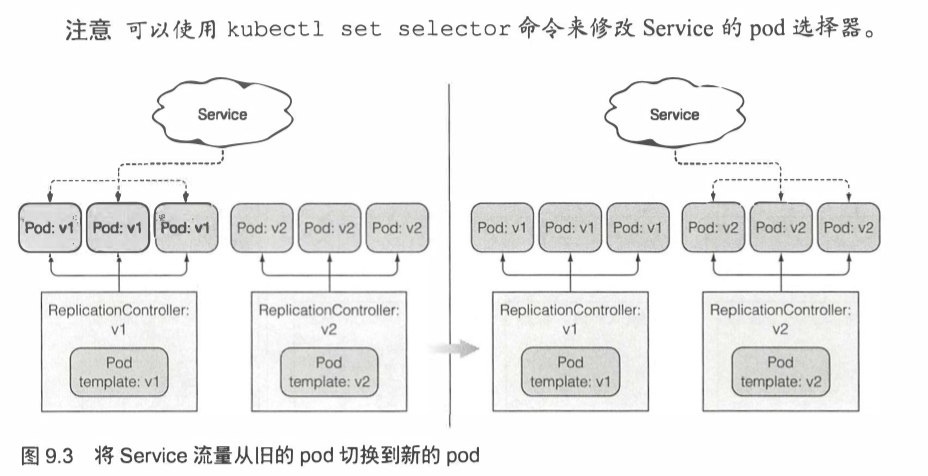 注意 可以使用 kubectl set selector 命令来修改 Service 的 pod 选择器。
Service
Service
Pod: v1
Pod: v1
Pod: v1
Pod: v2
Pod: v2
Pod: v2
Pod: v1
Pod: v1
Pod: v1
Pod: v2
Pod: v2
Pod: v2
ReplicationController:
v1
Pod
template: v1
ReplicationController:
v2
Pod
template: v2
ReplicationController:
v1
Pod
template: v1
ReplicationController:
v2
Pod
template: v2
图 9.3 将 Service 流量从旧的 pod 切换到新的 pod